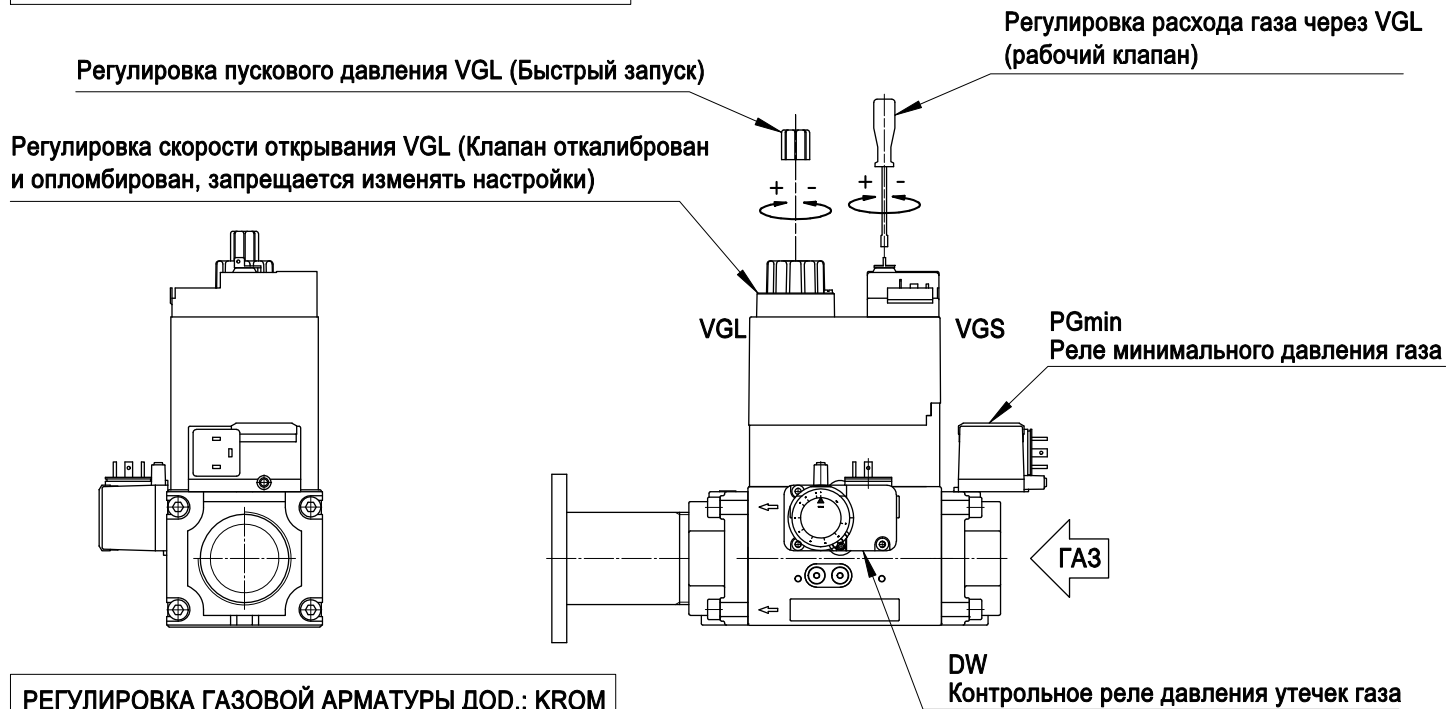 Регулировка расхода газа через VGL
(рабочий клапан)
Регулировка пускового давления VGL (Быстрый запуск)
Регулировка скорости открывания VGL (Клапан откалиброван
и опломбирован, запрещается изменять настройки)
+ -
+ -
VGL
VGS
PGmin
Реле минимального давления газа
ГАЗ
DW
Контрольное реле давления утечек газа
РЕГУЛИРОВКА ГАЗОВОЙ АРМАТУРЫ ДОД.: KROM